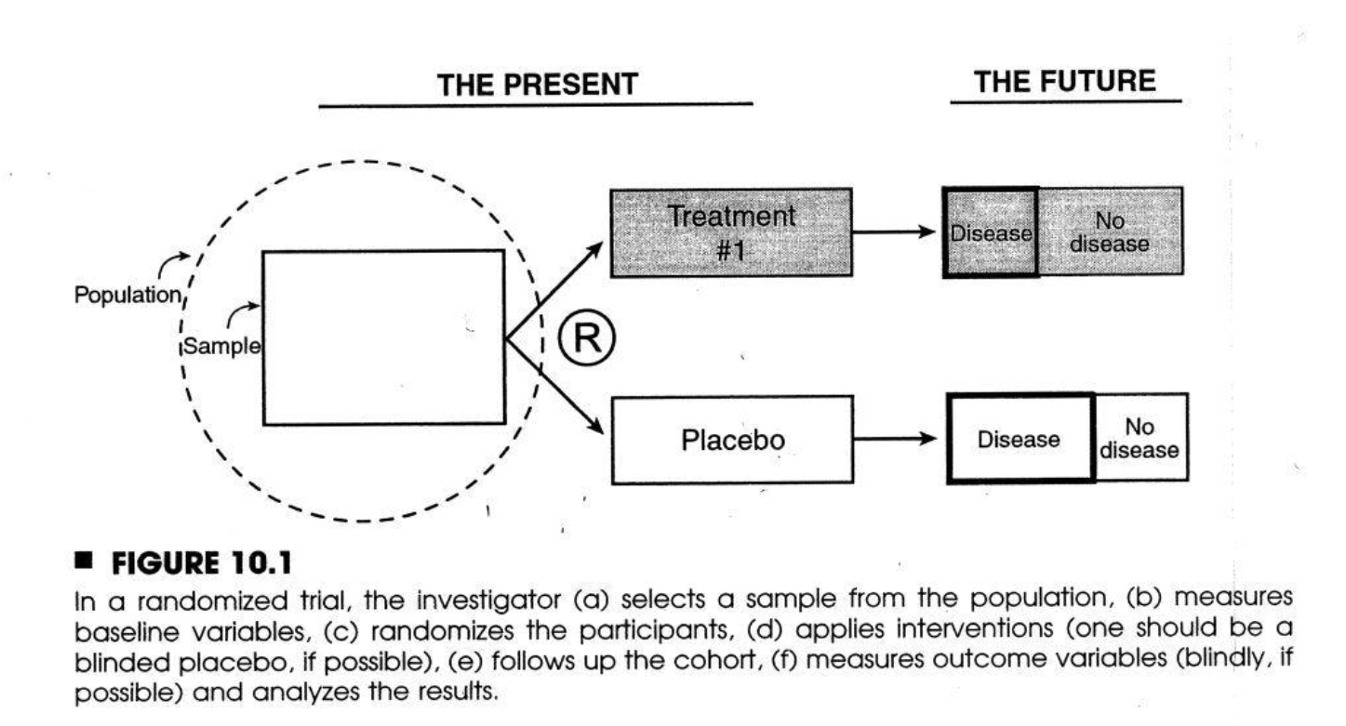 THE PRESENT
THE FUTURE
Population
Sample
R
Treatment
#1
Disease
No
disease
Placebo
Disease
No
disease
■ FIGURE 10.1
In a randomized trial, the investigator (a) selects a sample from the population, (b) measures
baseline variables, (c) randomizes the participants, (d) applies interventions (one should be a
blinded placebo, if possible), (e) follows up the cohort, (f) measures outcome variables (blindly, if
possible) and analyzes the results.